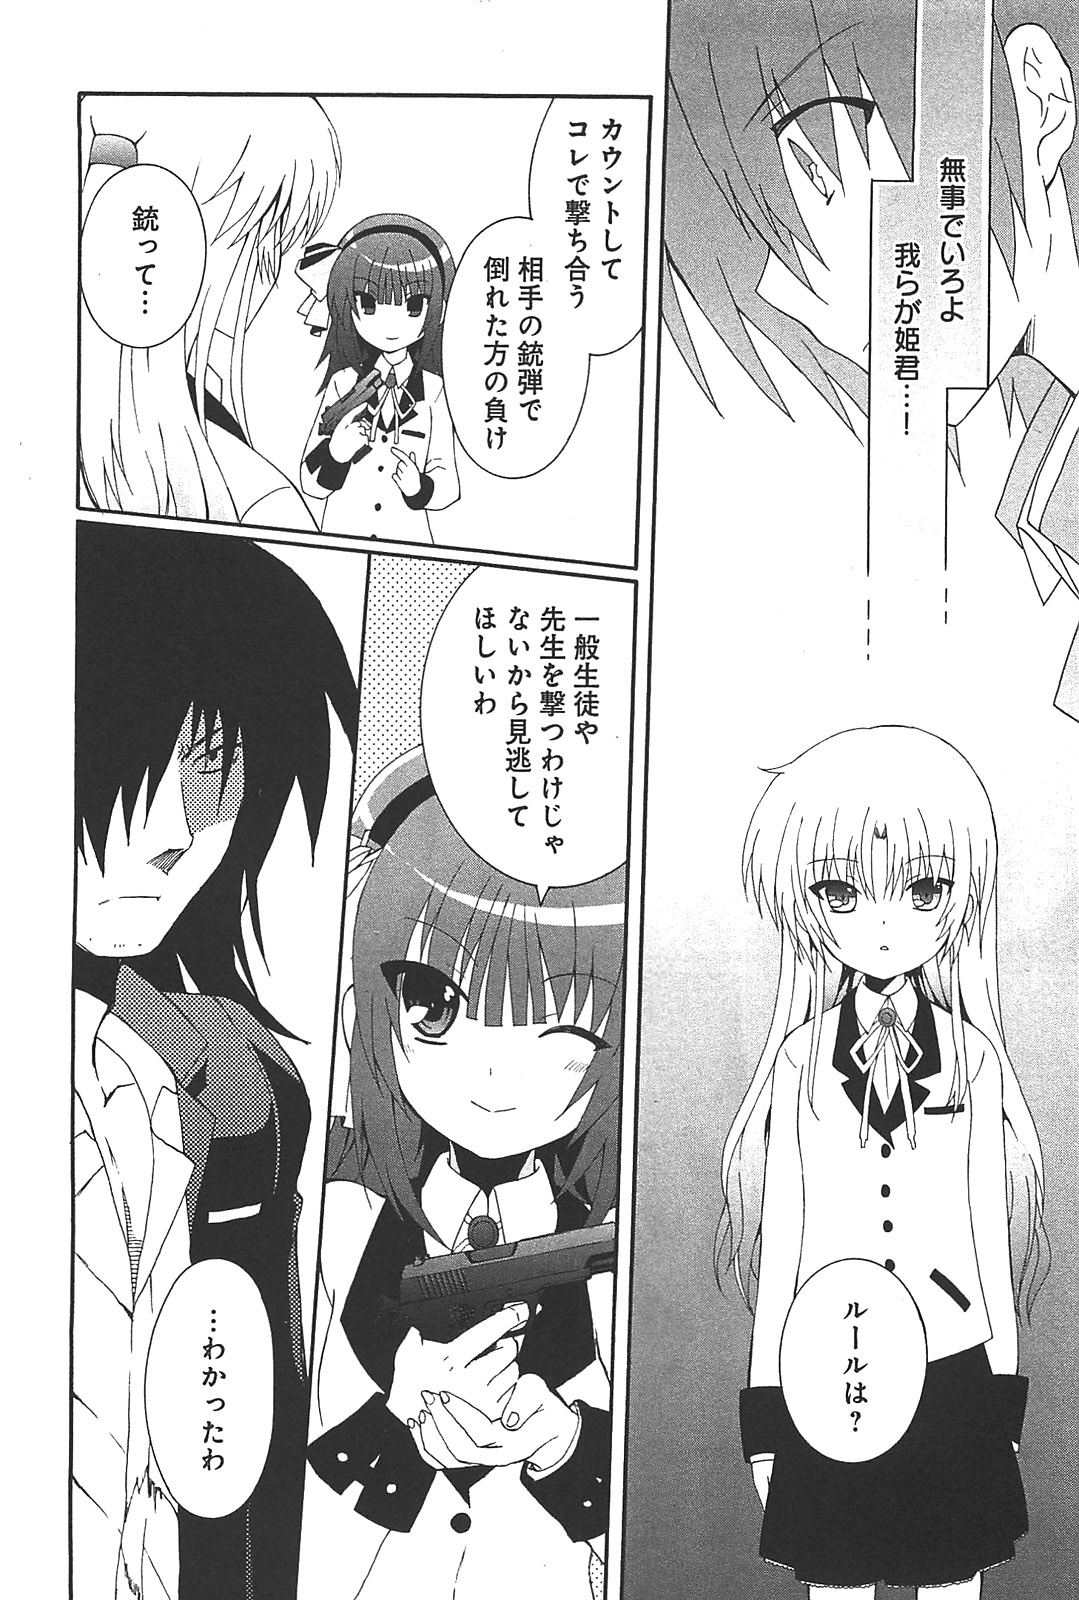 無事でいろよ
我らが姫君…！
ルールは？
カウントして
コレで撃ち合う
相手の銃弾で
倒れた方の負け
銃って…
一般生徒や
先生を撃つわけじゃ
ないから見逃して
ほしいわ
…わかったわ